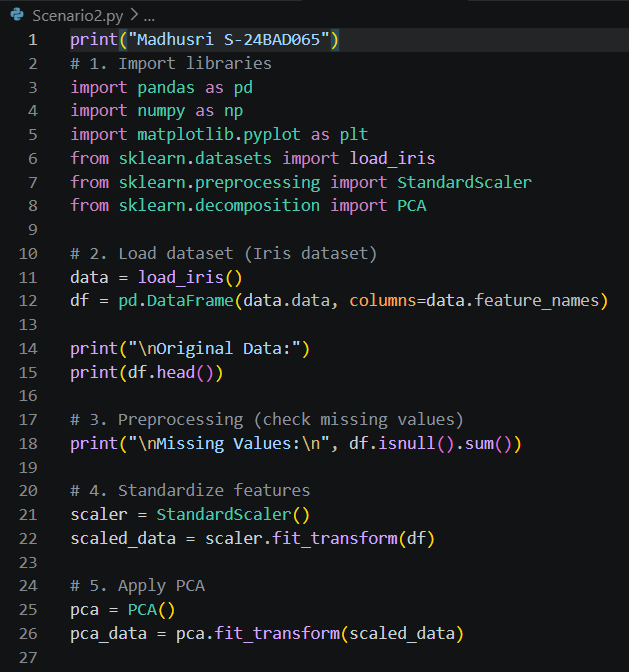 Scenario2.py > ...
1 print("Madhusri S-24BAD065")
2 # 1. Import libraries
3 import pandas as pd
4 import numpy as np
5 import matplotlib.pyplot as plt
6 from sklearn.datasets import load_iris
7 from sklearn.preprocessing import StandardScaler
8 from sklearn.decomposition import PCA
9
10 # 2. Load dataset (Iris dataset)
11 data = load_iris()
12 df = pd.DataFrame(data.data, columns=data.feature_names)
13
14 print("\nOriginal Data:")
15 print(df.head())
16
17 # 3. Preprocessing (check missing values)
18 print("\nMissing Values:\n", df.isnull().sum())
19
20 # 4. Standardize features
21 scaler = StandardScaler()
22 scaled_data = scaler.fit_transform(df)
23
24 # 5. Apply PCA
25 pca = PCA()
26 pca_data = pca.fit_transform(scaled_data)
27